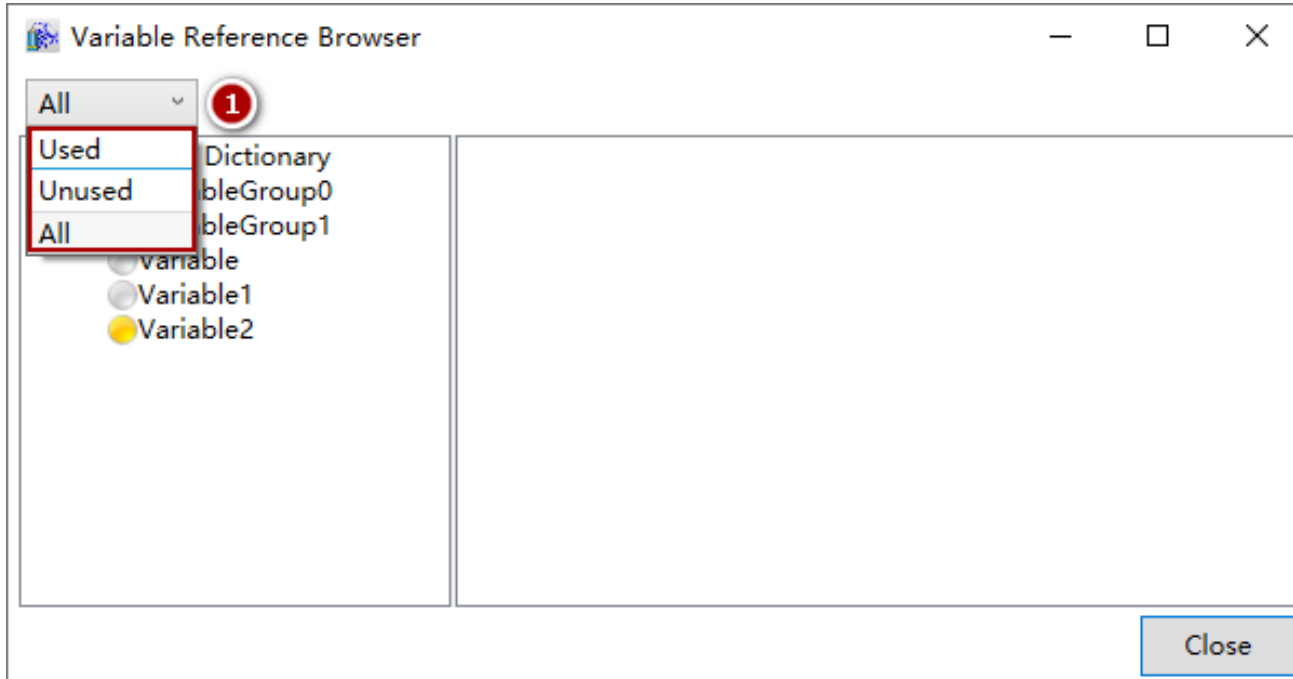 Variable Reference Browser
All
1
Used
Dictionary
Unused
bleGroup0
All
bleGroup1
Variable
Variable1
Variable2
Close